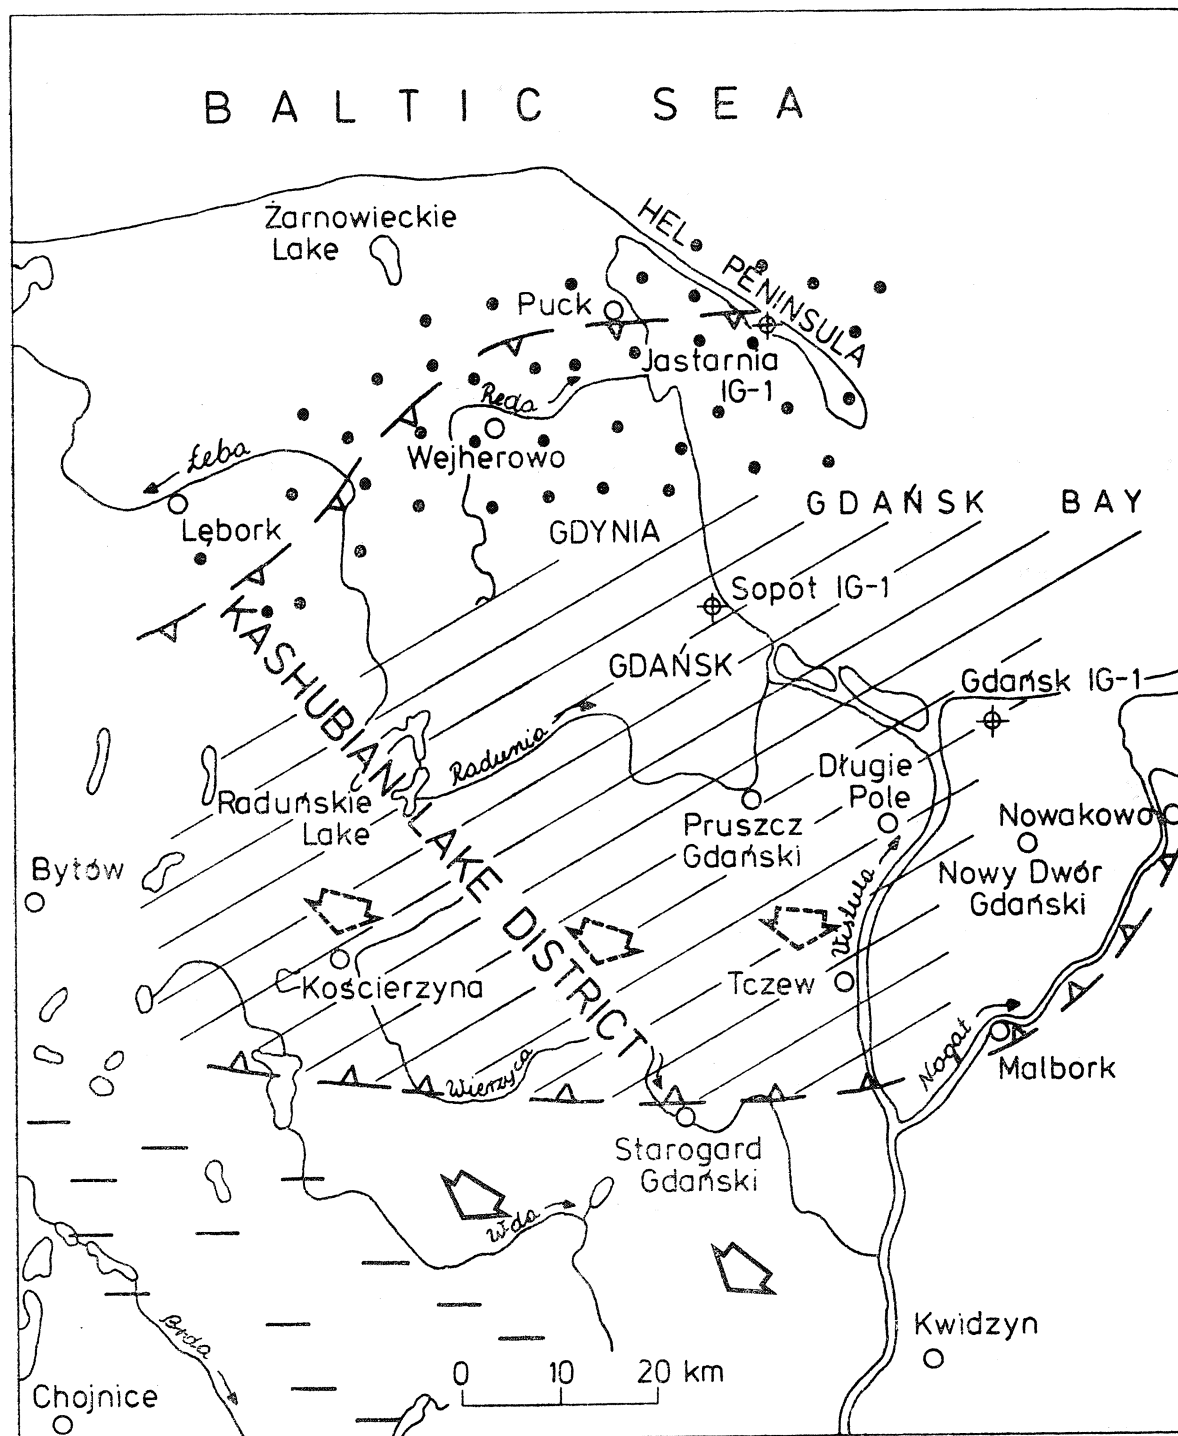 BALTIC SEA
Żarnowieckie
Lake
HEL PENINSULA
Puck
Jastarnia
IG-1
Reda
Wejherowo
Łeba
Lębork
GDYNIA
GDAŃSK BAY
Sopot IG-1
KASHUBIAN LAKE DISTRICT
GDAŃSK
Gdańsk IG-1
Radunia
Raduńskie
Lake
Długie
Pole
Pruszcz
Gdański
Nowakowo
Nowy Dwór
Gdański
Bytów
Wisłula
Kościerzyna
Tczew
Nogat
Malbork
Wierzyca
Starogard
Gdański
Wda
Brda
Kwidzyn
0 10 20 km
Chojnice